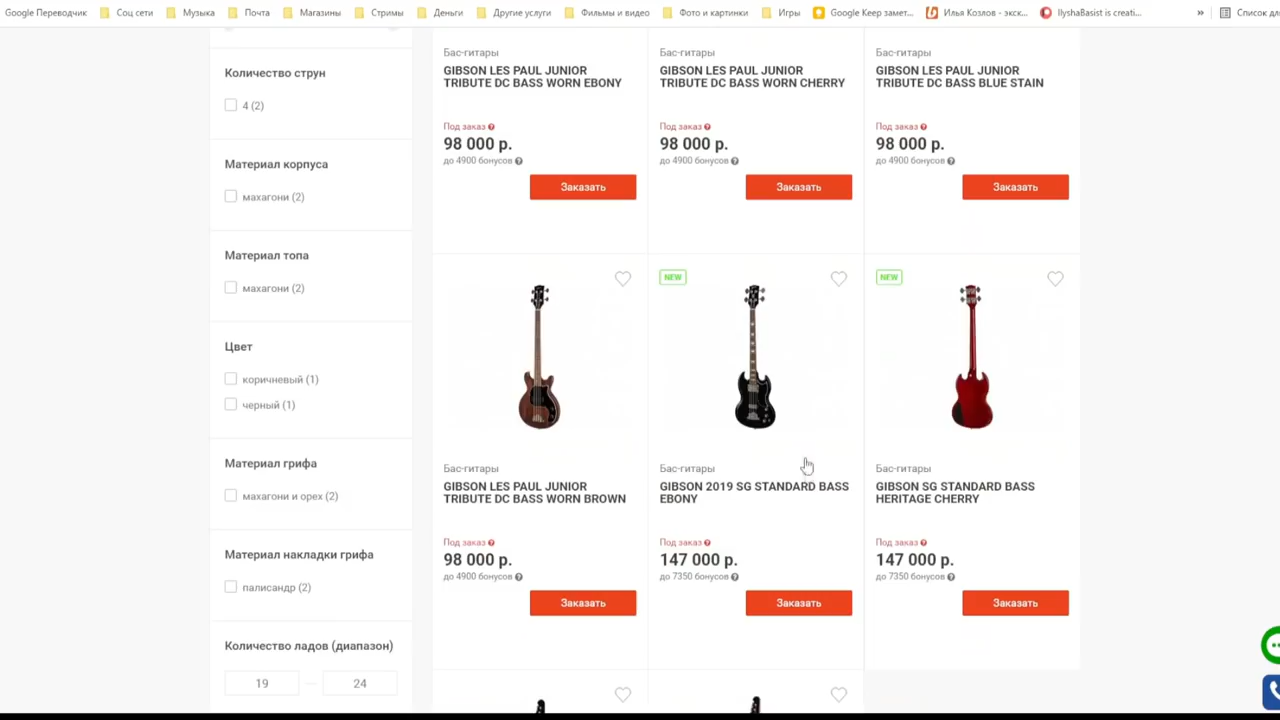 Google Переводчик Соц сети Музыка Почта Магазины Стримы Деньги Другие услуги Фильмы и видео Фото и картинки Игры Google Keep замет... Илья Козлов - экск... IlyshaBasist is creati... » Список дл
Количество струн
4 (2)
Материал корпуса
махагони (2)
Материал топа
махагони (2)
Цвет
коричневый (1)
черный (1)
Материал грифа
махагони и орех (2)
Материал накладки грифа
палисандр (2)
Количество ладов (диапазон)
19 — 24
Бас-гитары
GIBSON LES PAUL JUNIOR
TRIBUTE DC BASS WORN EBONY
Под заказ
98 000 р.
до 4900 бонусов
Заказать
Бас-гитары
GIBSON LES PAUL JUNIOR
TRIBUTE DC BASS WORN CHERRY
Под заказ
98 000 р.
до 4900 бонусов
Заказать
Бас-гитары
GIBSON LES PAUL JUNIOR
TRIBUTE DC BASS BLUE STAIN
Под заказ
98 000 р.
до 4900 бонусов
Заказать
Бас-гитары
GIBSON LES PAUL JUNIOR
TRIBUTE DC BASS WORN BROWN
Под заказ
98 000 р.
до 4900 бонусов
Заказать
NEW
Бас-гитары
GIBSON 2019 SG STANDARD BASS
EBONY
Под заказ
147 000 р.
до 7350 бонусов
Заказать
NEW
Бас-гитары
GIBSON SG STANDARD BASS
HERITAGE CHERRY
Под заказ
147 000 р.
до 7350 бонусов
Заказать